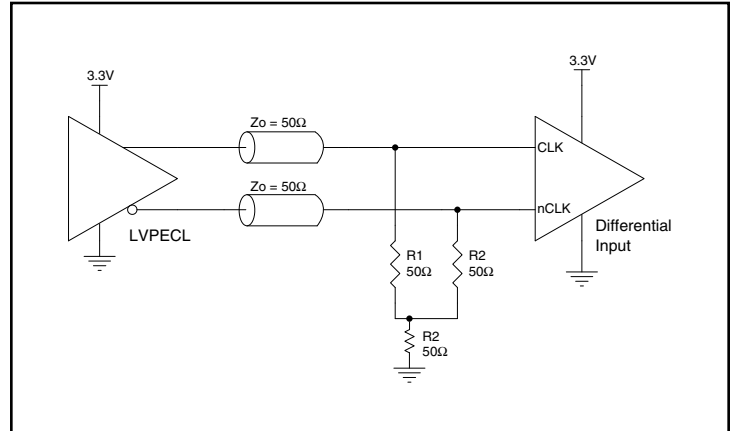 3.3V
3.3V
Zo = 50Ω
CLK
Zo = 50Ω
nCLK
LVPECL
Differential
Input
R1
50Ω
R2
50Ω
R2
50Ω